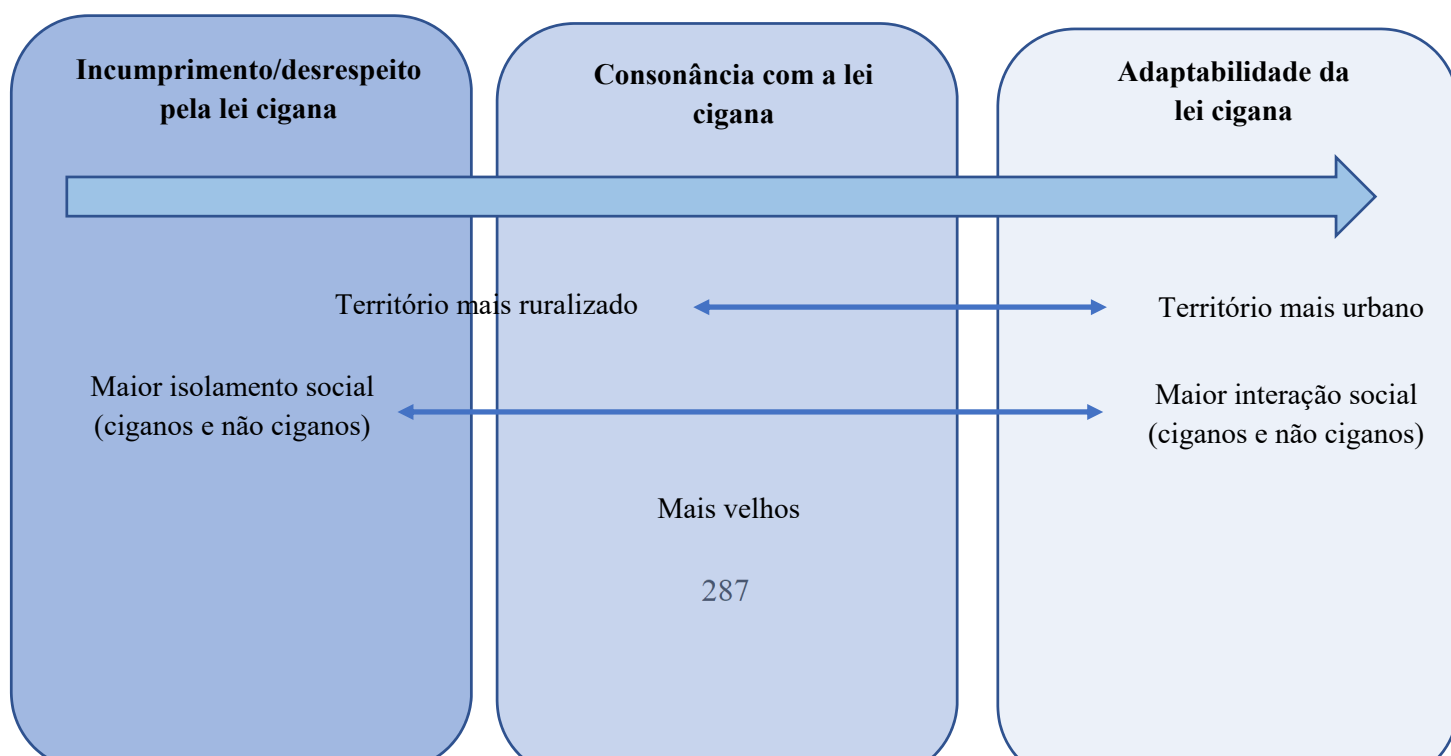 Incumprimento/desrespeito
pela lei cigana
Consonância com a lei
cigana
Adaptabilidade da
lei cigana
Território mais ruralizado
Território mais urbano
Maior isolamento social
(ciganos e não ciganos)
Maior interação social
(ciganos e não ciganos)
Mais velhos
287